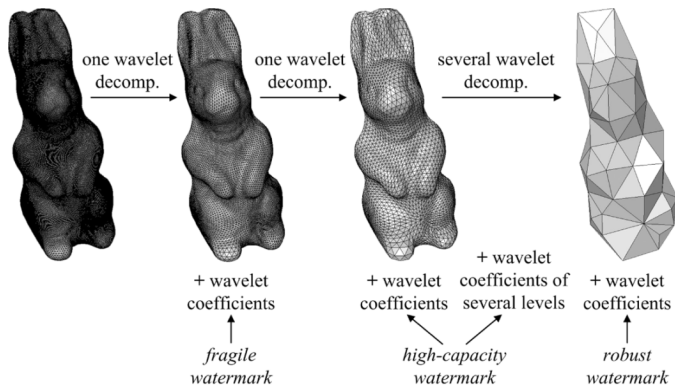 one wavelet
decomp.
one wavelet
decomp.
several wavelet
decomp.
+ wavelet
coefficients
+ wavelet
coefficients
+ wavelet
coefficients of
several levels
+ wavelet
coefficients
fragile
watermark
high-capacity
watermark
robust
watermark